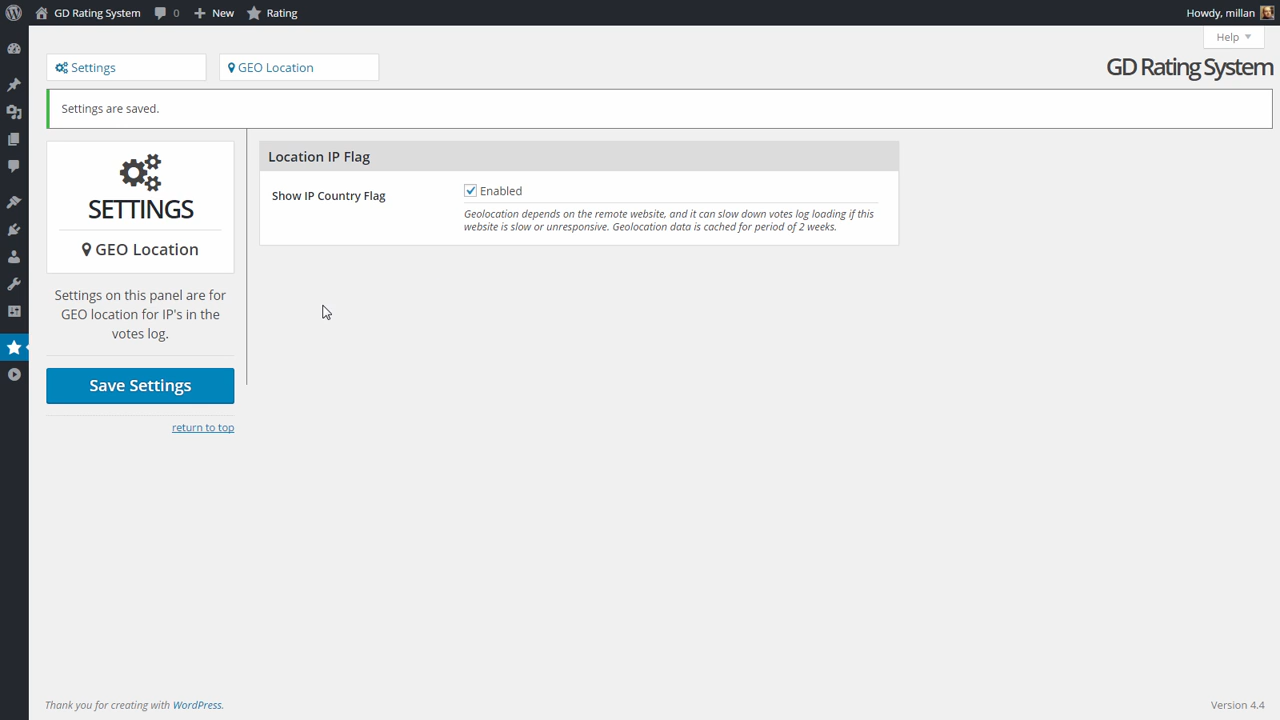 GD Rating System
0
New
Rating
Howdy, millan
Help
Settings
GEO Location
GD Rating System
Settings are saved.
SETTINGS
GEO Location
Settings on this panel are for
GEO location for IP's in the
votes log.
Save Settings
return to top
Location IP Flag
Show IP Country Flag
Enabled
Geolocation depends on the remote website, and it can slow down votes log loading if this
website is slow or unresponsive. Geolocation data is cached for period of 2 weeks.
Thank you for creating with WordPress.
Version 4.4